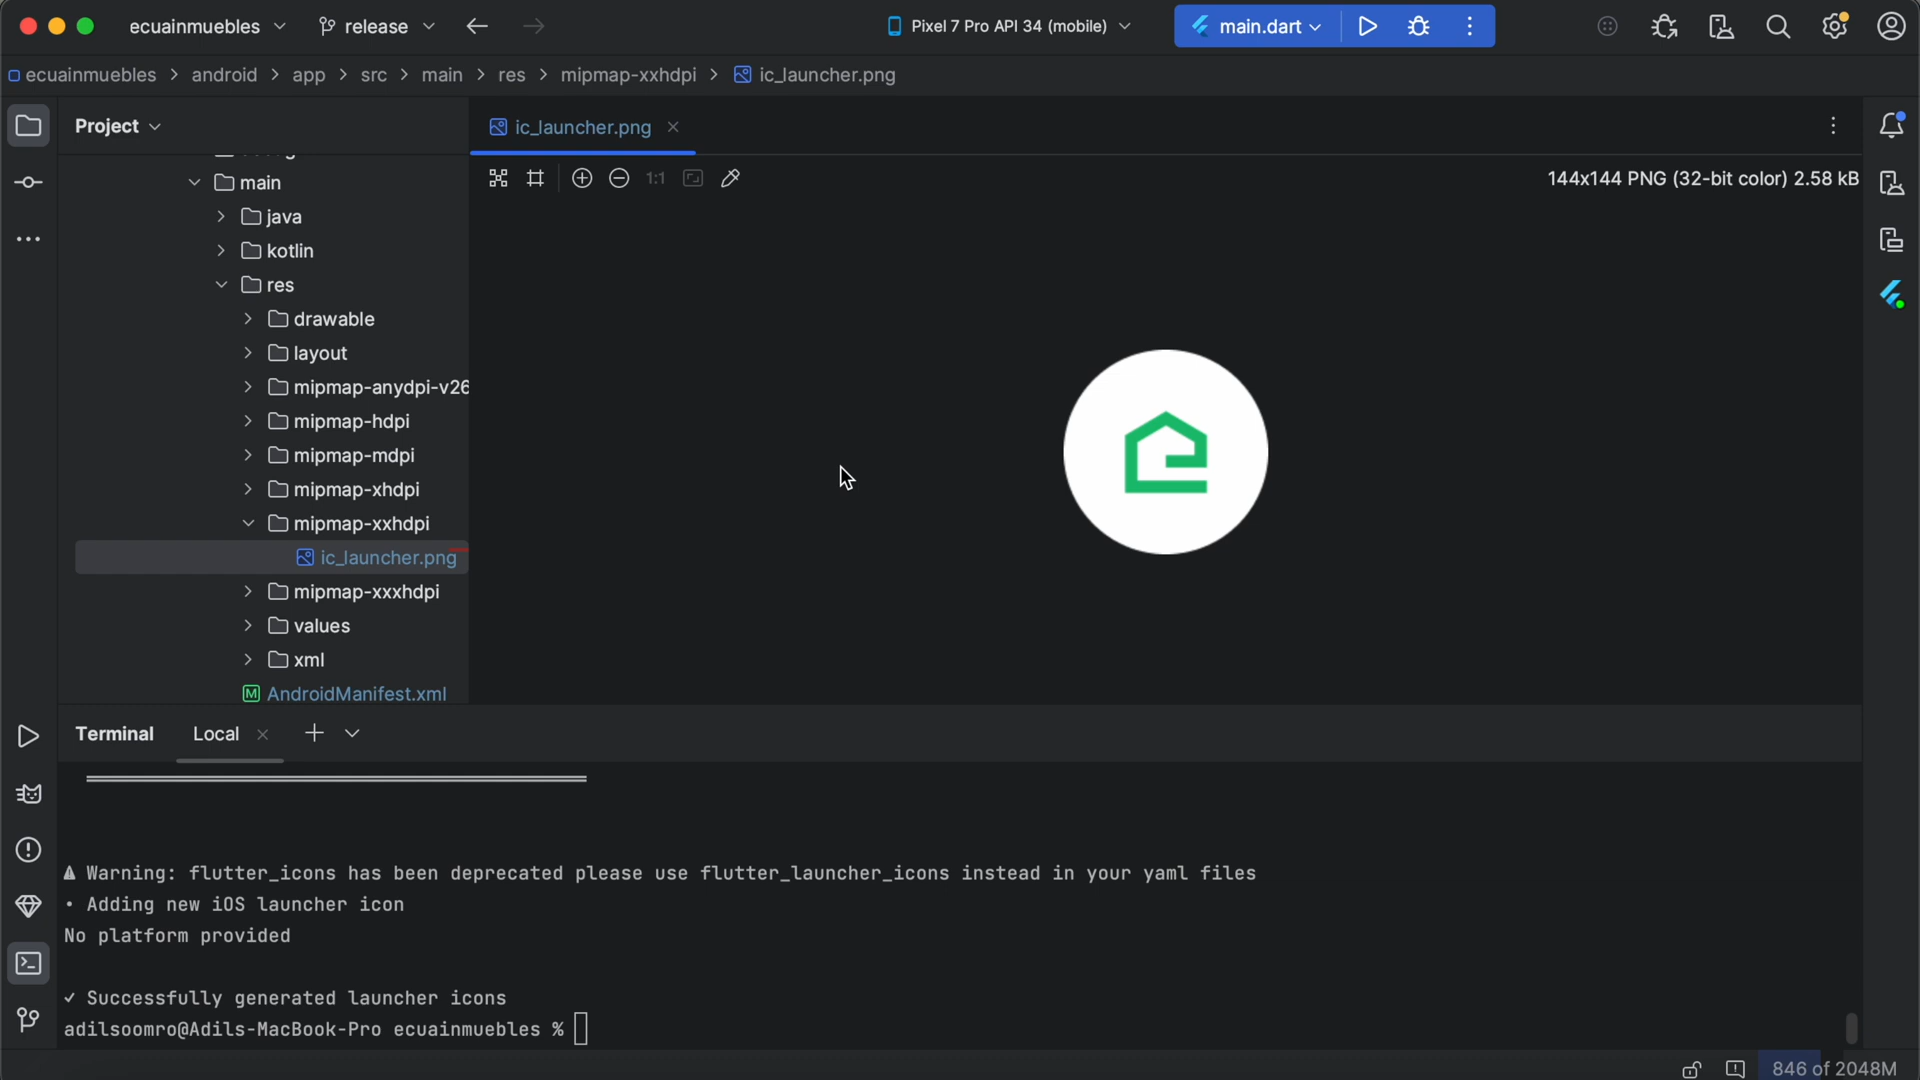 ecuainmuebles
release
Pixel 7 Pro API 34 (mobile)
main.dart
ecuainmuebles
android
app
src
main
res
mipmap-xxhdpi
ic_launcher.png
Project
ic_launcher.png
1:1
144x144 PNG (32-bit color) 2.58 kB
main
java
kotlin
res
drawable
layout
mipmap-anydpi-v26
mipmap-hdpi
mipmap-mdpi
mipmap-xhdpi
mipmap-xxhdpi
ic_launcher.png
mipmap-xxxhdpi
values
xml
M AndroidManifest.xml
Terminal
Local
⚠ Warning: flutter_icons has been deprecated please use flutter_launcher_icons instead in your yaml files
• Adding new iOS launcher icon
No platform provided
✓ Successfully generated launcher icons
adilsoomro@Adils-MacBook-Pro ecuainmuebles %
846 of 2048M